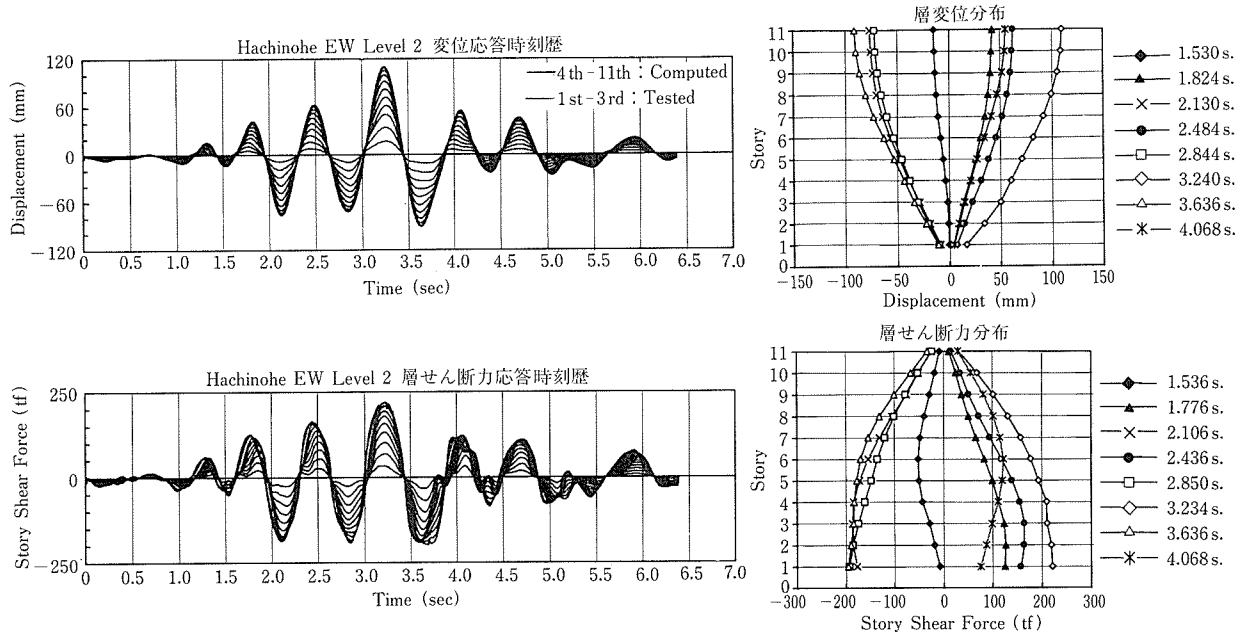 Hachinohe EW Level 2 変位応答時刻歴
Displacement (mm)
120
60
0
−60
−120
4th-11th：Computed
1st-3rd：Tested
0 0.5 1.0 1.5 2.0 2.5 3.0 3.5 4.0 4.5 5.0 5.5 6.0 6.5 7.0
Time (sec)
層変位分布
Story
11
10
9
8
7
6
5
4
3
2
1
0
−150 −100 −50 0 50 100 150
Displacement (mm)
1.530 s.
1.824 s.
2.130 s.
2.484 s.
2.844 s.
3.240 s.
3.636 s.
4.068 s.
Hachinohe EW Level 2 層せん断力応答時刻歴
Story Shear Force (tf)
250
0
−250
0 0.5 1.0 1.5 2.0 2.5 3.0 3.5 4.0 4.5 5.0 5.5 6.0 6.5 7.0
Time (sec)
層せん断力分布
Story
11
10
9
8
7
6
5
4
3
2
1
0
−300 −200 −100 0 100 200 300
Story Shear Force (tf)
1.536 s.
1.776 s.
2.106 s.
2.436 s.
2.850 s.
3.234 s.
3.636 s.
4.068 s.